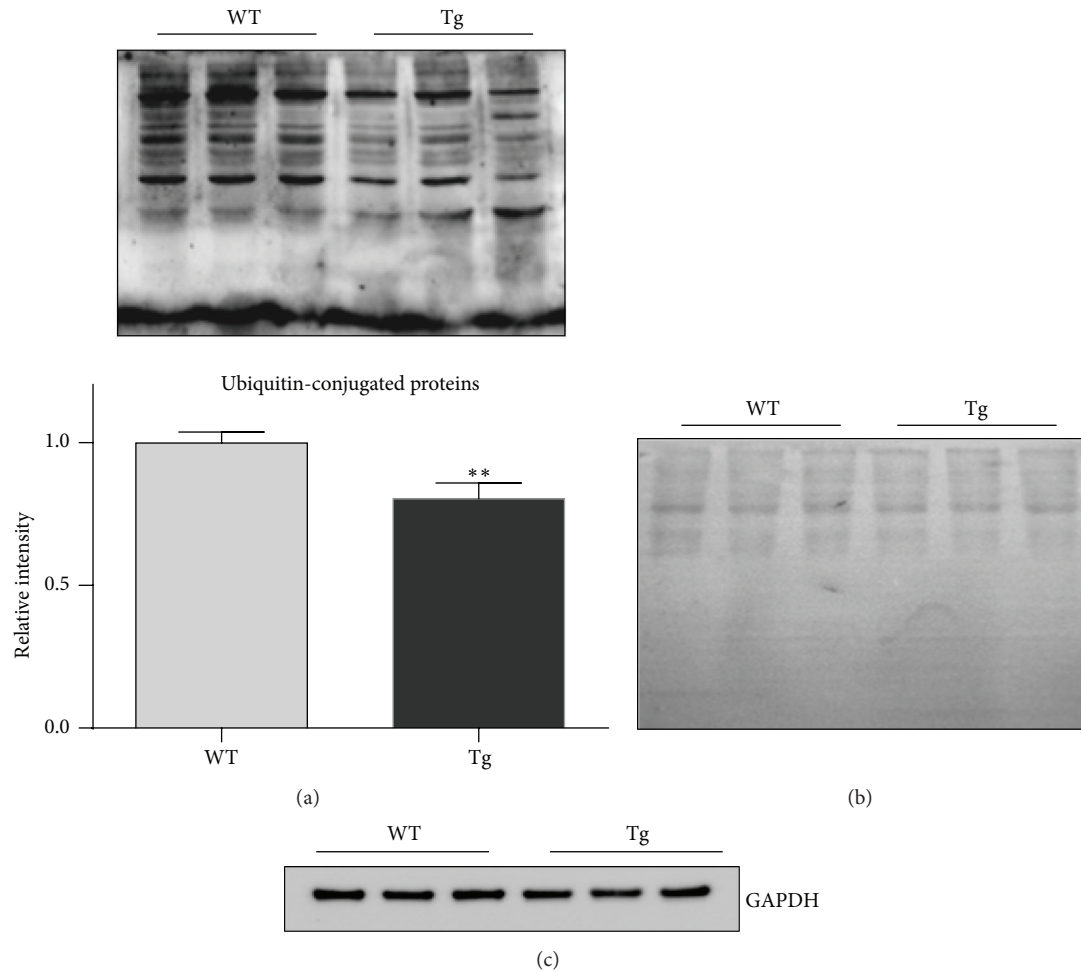 WT Tg
Ubiquitin-conjugated proteins
1.0
**
0.5
0.0
Relative intensity
WT Tg
(a)
WT Tg
(b)
WT Tg
GAPDH
(c)